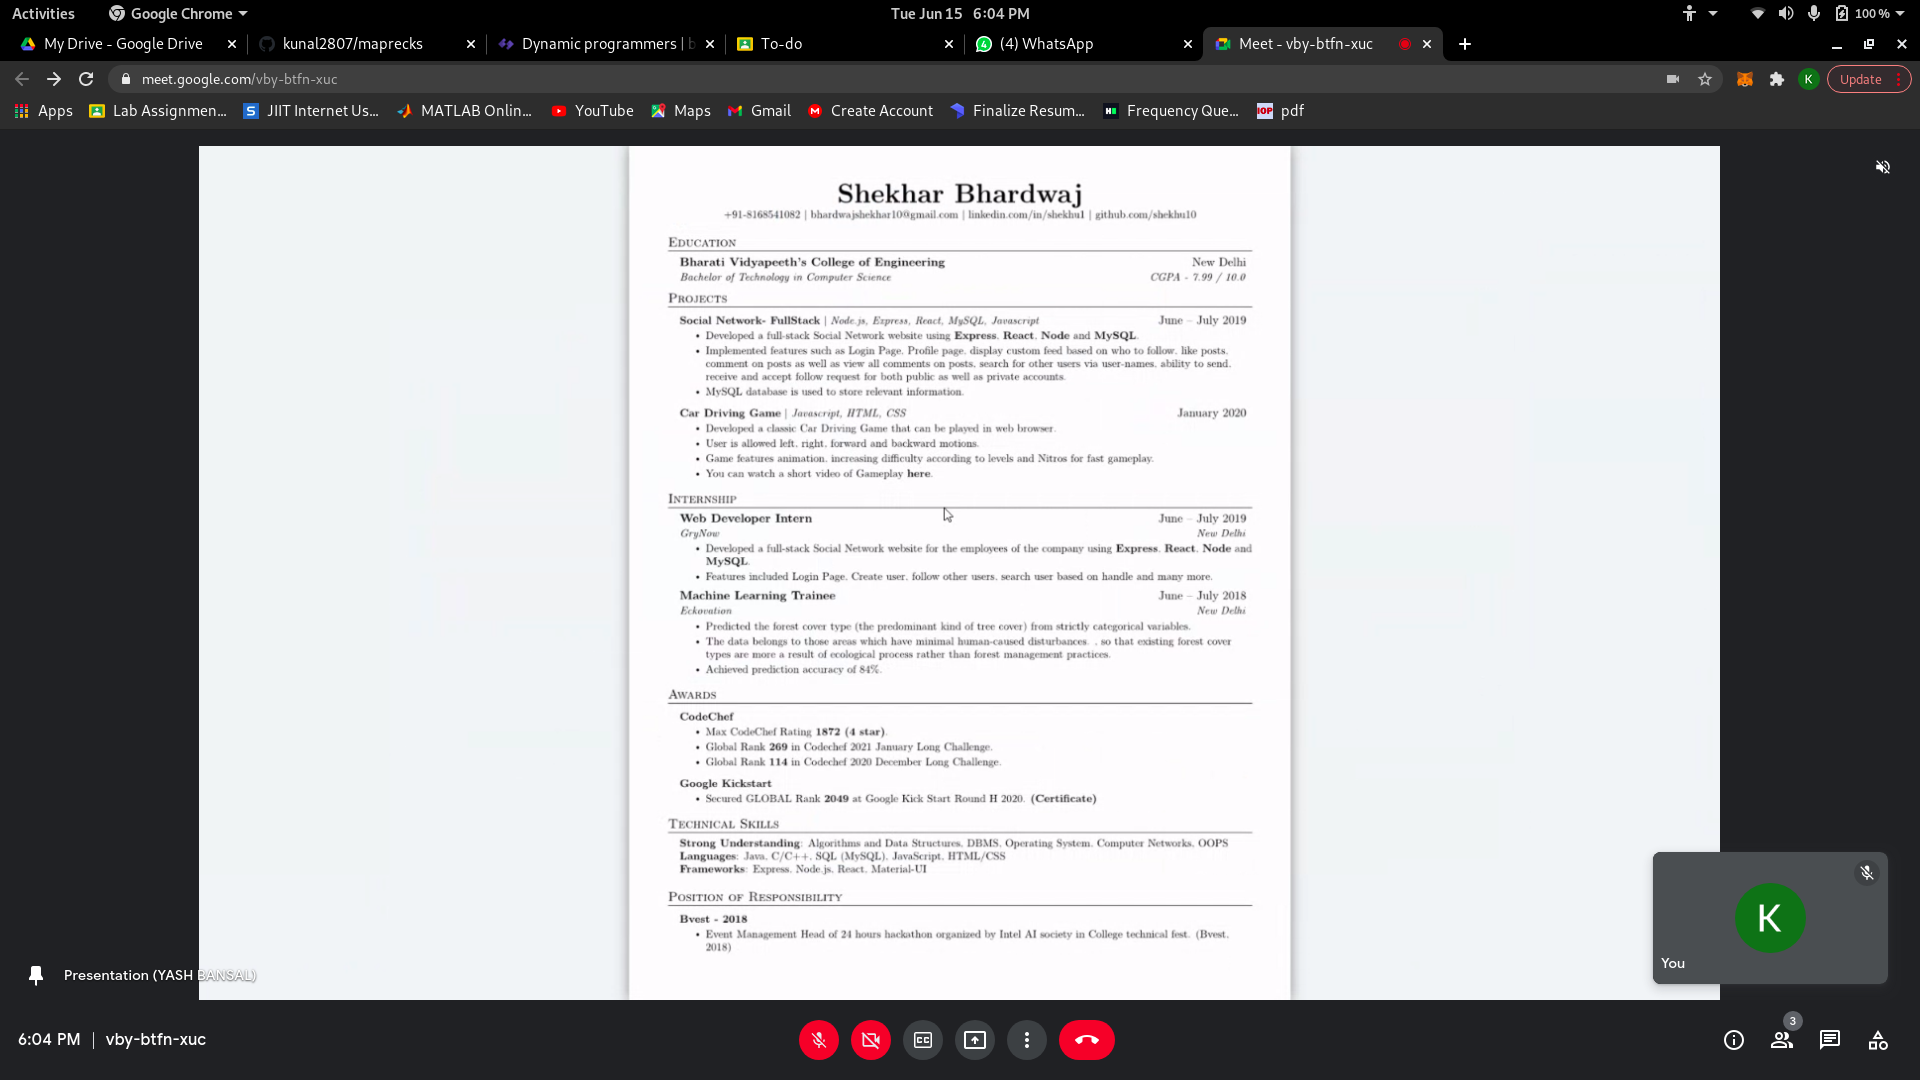 Activities
Google Chrome
Tue Jun 15 6:04 PM
100 %
My Drive - Google Drive
kunal2807/maprecks
Dynamic programmers |
To-do
(4) WhatsApp
Meet - vby-btfn-xuc
meet.google.com/vby-btfn-xuc
K
Update
Apps
Lab Assignmen...
JIIT Internet Us...
MATLAB Onlin...
YouTube
Maps
Gmail
Create Account
Finalize Resum...
Frequency Que...
pdf
Shekhar Bhardwaj
+91-8168541082 | bhardwajshekhar10@gmail.com | linkedin.com/in/shekhu1 | github.com/shekhu10
Education
Bharati Vidyapeeth's College of Engineering New Delhi
Bachelor of Technology in Computer Science CGPA - 7.99 / 10.0
Projects
Social Network- FullStack | Node.js, Express, React, MySQL, Javascript June – July 2019
• Developed a full-stack Social Network website using Express, React, Node and MySQL.
• Implemented features such as Login Page, Profile page, display custom feed based on who to follow, like posts,
comment on posts as well as view all comments on posts, search for other users via user-names, ability to send,
receive and accept follow request for both public as well as private accounts.
• MySQL database is used to store relevant information.
Car Driving Game | Javascript, HTML, CSS January 2020
• Developed a classic Car Driving Game that can be played in web browser.
• User is allowed left, right, forward and backward motions.
• Game features animation, increasing difficulty according to levels and Nitros for fast gameplay.
• You can watch a short video of Gameplay here.
Internship
Web Developer Intern June – July 2019
GryNow New Delhi
• Developed a full-stack Social Network website for the employees of the company using Express, React, Node and
MySQL.
• Features included Login Page, Create user, follow other users, search user based on handle and many more.
Machine Learning Trainee June – July 2018
Eckovation New Delhi
• Predicted the forest cover type (the predominant kind of tree cover) from strictly categorical variables.
• The data belongs to those areas which have minimal human-caused disturbances, . so that existing forest cover
types are more a result of ecological process rather than forest management practices.
• Achieved prediction accuracy of 84%.
Awards
CodeChef
• Max CodeChef Rating 1872 (4 star).
• Global Rank 269 in Codechef 2021 January Long Challenge.
• Global Rank 114 in Codechef 2020 December Long Challenge.
Google Kickstart
• Secured GLOBAL Rank 2049 at Google Kick Start Round H 2020. (Certificate)
Technical Skills
Strong Understanding: Algorithms and Data Structures, DBMS, Operating System, Computer Networks, OOPS
Languages: Java, C/C++, SQL (MySQL), JavaScript, HTML/CSS
Frameworks: Express, Node.js, React, Material-UI
Position of Responsibility
Bvest - 2018
• Event Management Head of 24 hours hackathon organized by Intel AI society in College technical fest. (Bvest,
2018)
K
You
Presentation (YASH BANSAL)
6:04 PM | vby-btfn-xuc
3